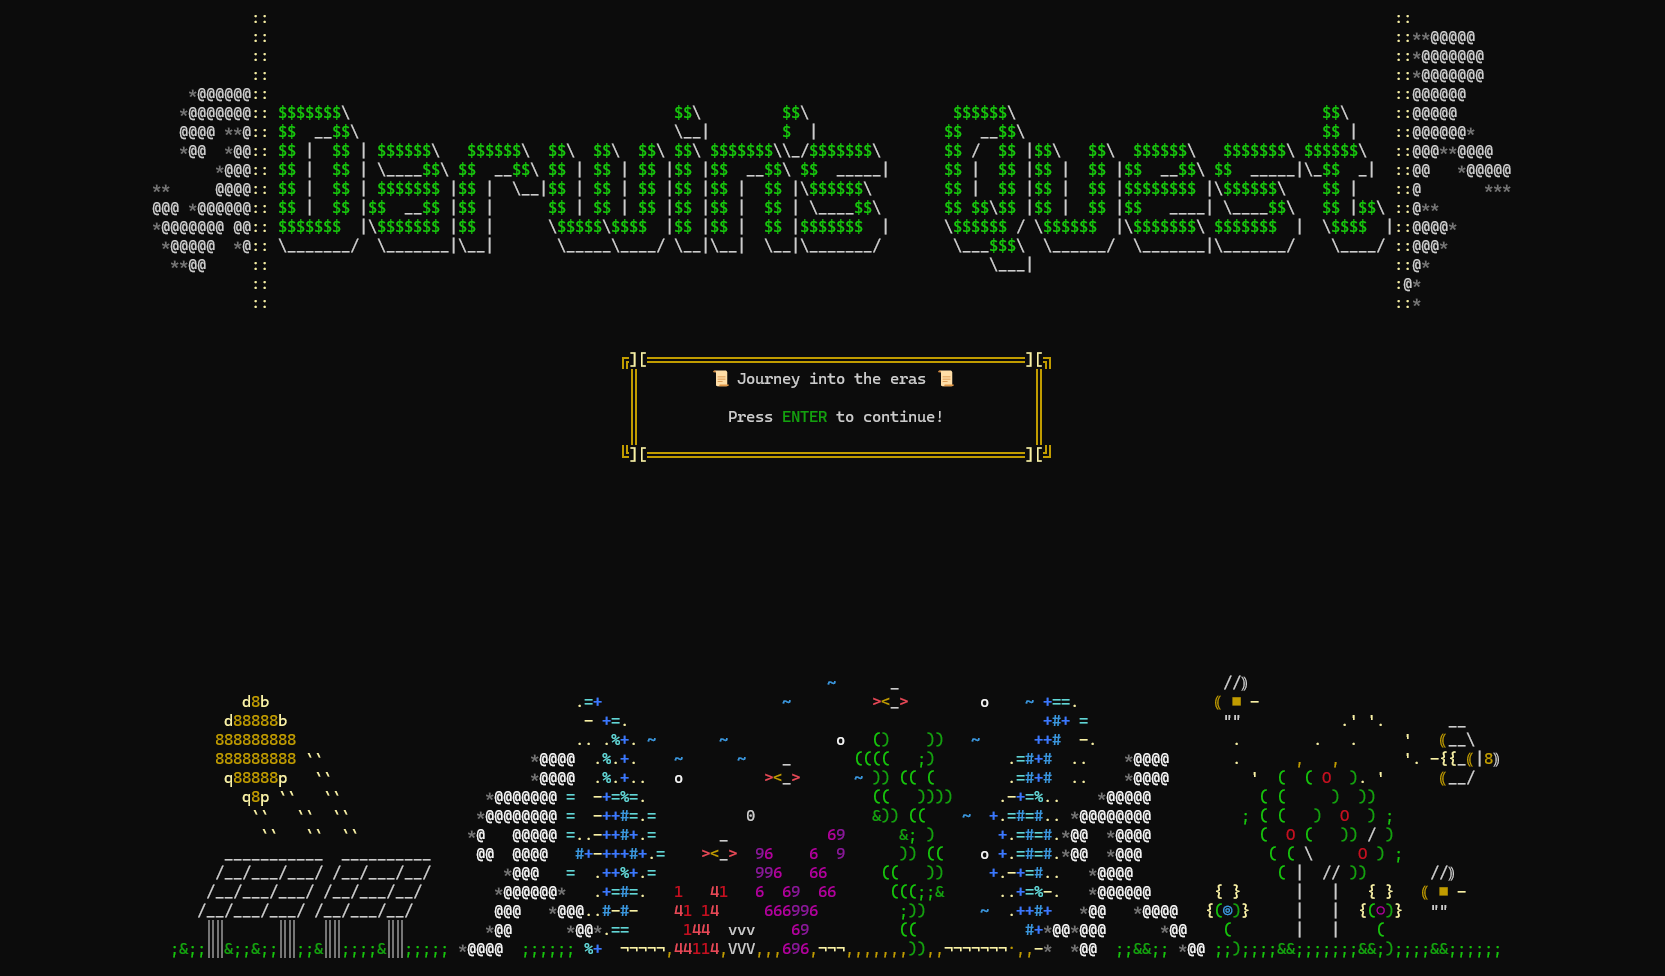 Darwin's Quest
📜 Journey into the eras 📜
Press ENTER to continue!